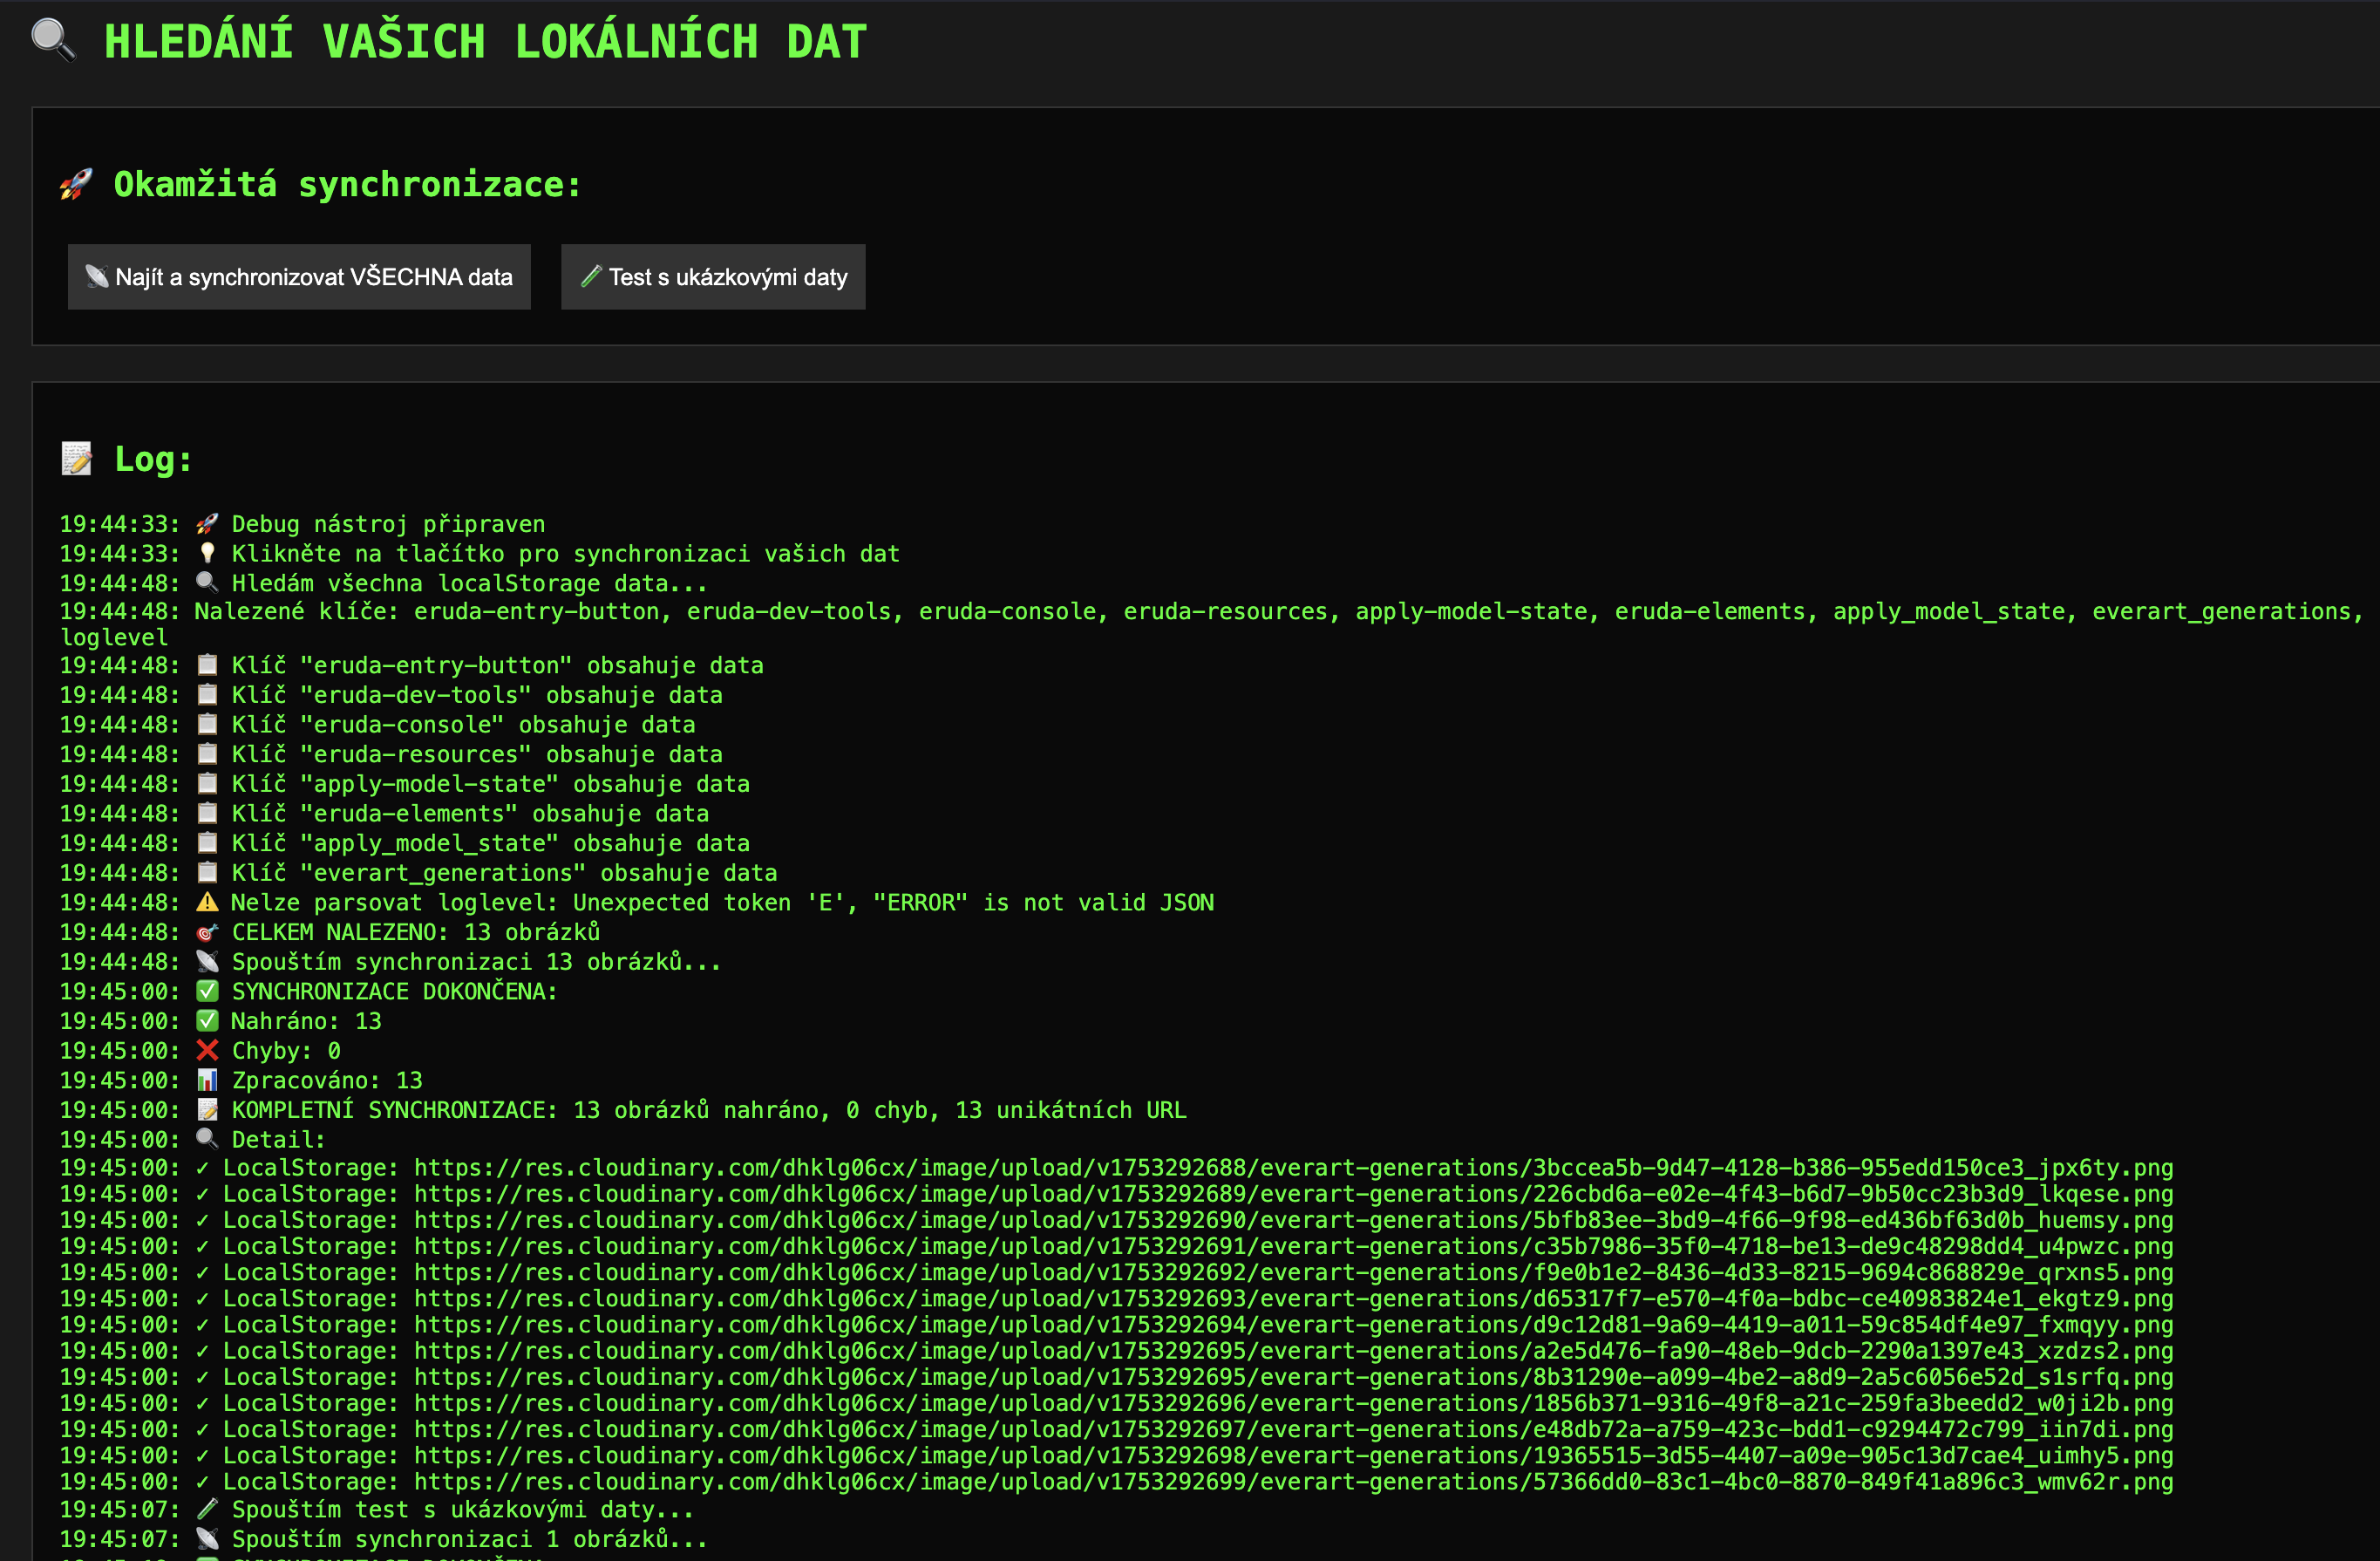 🔍 HLEDÁNÍ VAŠICH LOKÁLNÍCH DAT
🚀 Okamžitá synchronizace:
📡 Najít a synchronizovat VŠECHNA data
🧪 Test s ukázkovými daty
📝 Log:
19:44:33: 🚀 Debug nástroj připraven
19:44:33: 💡 Klikněte na tlačítko pro synchronizaci vašich dat
19:44:48: 🔍 Hledám všechna localStorage data...
19:44:48: Nalezené klíče: eruda-entry-button, eruda-dev-tools, eruda-console, eruda-resources, apply-model-state, eruda-elements, apply_model_state, everart_generations,
loglevel
19:44:48: 📋 Klíč "eruda-entry-button" obsahuje data
19:44:48: 📋 Klíč "eruda-dev-tools" obsahuje data
19:44:48: 📋 Klíč "eruda-console" obsahuje data
19:44:48: 📋 Klíč "eruda-resources" obsahuje data
19:44:48: 📋 Klíč "apply-model-state" obsahuje data
19:44:48: 📋 Klíč "eruda-elements" obsahuje data
19:44:48: 📋 Klíč "apply_model_state" obsahuje data
19:44:48: 📋 Klíč "everart_generations" obsahuje data
19:44:48: ⚠️ Nelze parsovat loglevel: Unexpected token 'E', "ERROR" is not valid JSON
19:44:48: 🎯 CELKEM NALEZENO: 13 obrázků
19:44:48: 📡 Spouštím synchronizaci 13 obrázků...
19:45:00: ✅ SYNCHRONIZACE DOKONČENA:
19:45:00: ✅ Nahráno: 13
19:45:00: ❌ Chyby: 0
19:45:00: 📊 Zpracováno: 13
19:45:00: 📝 KOMPLETNÍ SYNCHRONIZACE: 13 obrázků nahráno, 0 chyb, 13 unikátních URL
19:45:00: 🔍 Detail:
19:45:00: ✓ LocalStorage: https://res.cloudinary.com/dhklg06cx/image/upload/v1753292688/everart-generations/3bccea5b-9d47-4128-b386-955edd150ce3_jpx6ty.png
19:45:00: ✓ LocalStorage: https://res.cloudinary.com/dhklg06cx/image/upload/v1753292689/everart-generations/226cbd6a-e02e-4f43-b6d7-9b50cc23b3d9_lkqese.png
19:45:00: ✓ LocalStorage: https://res.cloudinary.com/dhklg06cx/image/upload/v1753292690/everart-generations/5bfb83ee-3bd9-4f66-9f98-ed436bf63d0b_huemsy.png
19:45:00: ✓ LocalStorage: https://res.cloudinary.com/dhklg06cx/image/upload/v1753292691/everart-generations/c35b7986-35f0-4718-be13-de9c48298dd4_u4pwzc.png
19:45:00: ✓ LocalStorage: https://res.cloudinary.com/dhklg06cx/image/upload/v1753292692/everart-generations/f9e0b1e2-8436-4d33-8215-9694c868829e_qrxns5.png
19:45:00: ✓ LocalStorage: https://res.cloudinary.com/dhklg06cx/image/upload/v1753292693/everart-generations/d65317f7-e570-4f0a-bdbc-ce40983824e1_ekgtz9.png
19:45:00: ✓ LocalStorage: https://res.cloudinary.com/dhklg06cx/image/upload/v1753292694/everart-generations/d9c12d81-9a69-4419-a011-59c854df4e97_fxmqyy.png
19:45:00: ✓ LocalStorage: https://res.cloudinary.com/dhklg06cx/image/upload/v1753292695/everart-generations/a2e5d476-fa90-48eb-9dcb-2290a1397e43_xzdzs2.png
19:45:00: ✓ LocalStorage: https://res.cloudinary.com/dhklg06cx/image/upload/v1753292695/everart-generations/8b31290e-a099-4be2-a8d9-2a5c6056e52d_s1srfq.png
19:45:00: ✓ LocalStorage: https://res.cloudinary.com/dhklg06cx/image/upload/v1753292696/everart-generations/1856b371-9316-49f8-a21c-259fa3beedd2_w0ji2b.png
19:45:00: ✓ LocalStorage: https://res.cloudinary.com/dhklg06cx/image/upload/v1753292697/everart-generations/e48db72a-a759-423c-bdd1-c9294472c799_iin7di.png
19:45:00: ✓ LocalStorage: https://res.cloudinary.com/dhklg06cx/image/upload/v1753292698/everart-generations/19365515-3d55-4407-a09e-905c13d7cae4_uimhy5.png
19:45:00: ✓ LocalStorage: https://res.cloudinary.com/dhklg06cx/image/upload/v1753292699/everart-generations/57366dd0-83c1-4bc0-8870-849f41a896c3_wmv62r.png
19:45:07: 🧪 Spouštím test s ukázkovými daty...
19:45:07: 📡 Spouštím synchronizaci 1 obrázků...